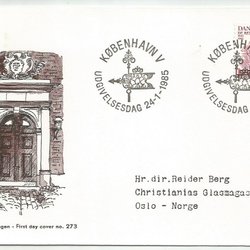 KØBENHAVN V
UDGIVELSESDAG 24-1-1985
KØBENHAVN V
UDGIVELSESDAG
DAN
Hr.dir.Reider Berg
Christianias Glasmagas
Oslo - Norge
gen - First day cover no. 273